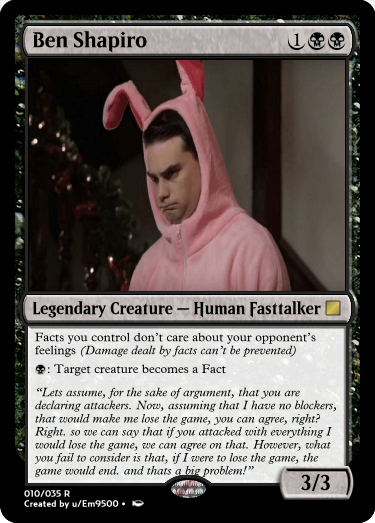 Ben Shapiro 1
Legendary Creature — Human Fasttalker
Facts you control don't care about your opponent's
feelings (Damage dealt by facts can't be prevented)
: Target creature becomes a Fact
"Lets assume, for the sake of argument, that you are
declaring attackers. Now, assuming that I have no blockers,
that would make me lose the game, you can agree, right?
Right. so we can say that if you attacked with everything I
would lose the game, we can agree on that. However, what
you fail to consider is that, if I were to lose the game, the
game would end. and thats a big problem!"
3/3
010/035 R
Created by u/Em9500 •